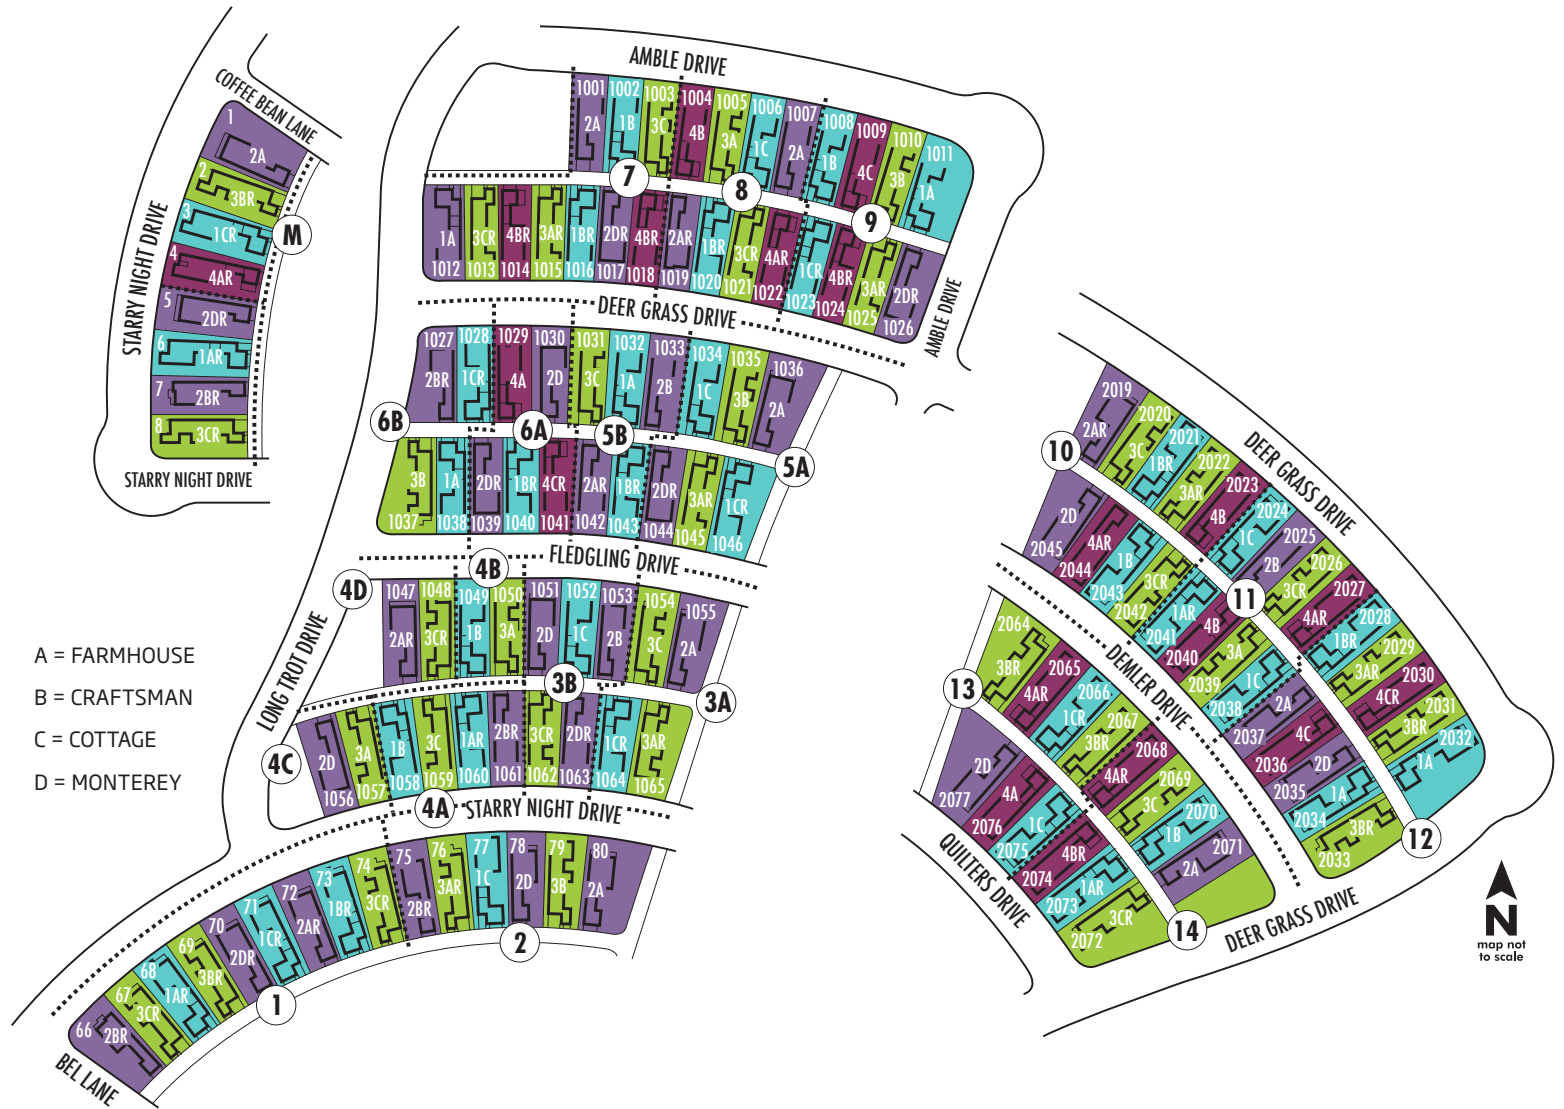 AMBLE DRIVE
COFFEE BEAN LANE
1 2A
2 3BR
3 1CR
4 4AR
5 2DR
6 1AR
7 2BR
8 3CR
M
STARRY NIGHT DRIVE
STARRY NIGHT DRIVE
1001 1002 1003 1004 1005 1006 1007 1008 1009 1010 1011
2A 1B 3C 4B 3A 1C 2A 1B 4C 3B 1A
7 8 9
1A 3CR 4BR 3AR 1BR 2DR 4BR 2AR 1BR 3CR 4AR 1CR 4BR 3AR 2DR
1012 1013 1014 1015 1016 1017 1018 1019 1020 1021 1022 1023 1024 1025 1026
DEER GRASS DRIVE
AMBLE DRIVE
1027 1028 1029 1030 1031 1032 1033 1034 1035 1036
2BR 1CR 4A 2D 3C 1A 2B 1C 3B 2A
6B 6A 5B 5A
3B 1A 2DR 1BR 4CR 2AR 1BR 2DR 3AR 1CR
1037 1038 1039 1040 1041 1042 1043 1044 1045 1046
FLEDGLING DRIVE
4D 4B
1047 1048 1049 1050 1051 1052 1053 1054 1055
2AR 3CR 1B 3A 2D 1C 2B 3C 2A
3B 3A
LONG TROT DRIVE
4C
2D 3A 1B 3C 1AR 2BR 3CR 2DR 1CR 3AR
1056 1057 1058 1059 1060 1061 1062 1063 1064 1065
4A
STARRY NIGHT DRIVE
66 67 68 69 70 71 72 73 74 75 76 77 78 79 80
2BR 3CR 1AR 3BR 2DR 1CR 2AR 1BR 3CR 2BR 3AR 1C 2D 3B 2A
1 2
BEL LANE
A = FARMHOUSE
B = CRAFTSMAN
C = COTTAGE
D = MONTEREY
2019 2020 2021 2022 2023 2024 2025 2026 2027 2028 2029 2030 2031 2032
2AR 3C 1BR 3AR 4B 1C 2B 3CR 4AR 1BR 3AR 4CR 3BR 1A
DEER GRASS DRIVE
10 11 12
2D 4AR 1B 3CR 1AR 4B 3A 1C 2A 4C 2D 1A 3BR
2045 2044 2043 2042 2041 2040 2039 2038 2037 2036 2035 2034 2033
DEMLER DRIVE
2064 2065 2066 2067 2068 2069 2070 2071
3BR 4AR 1CR 3BR 4AR 3C 1B 2A
13 14
2D 4A 1C 4BR 1AR 3CR
2077 2076 2075 2074 2073 2072
QUILTERS DRIVE
DEER GRASS DRIVE
N
map not
to scale